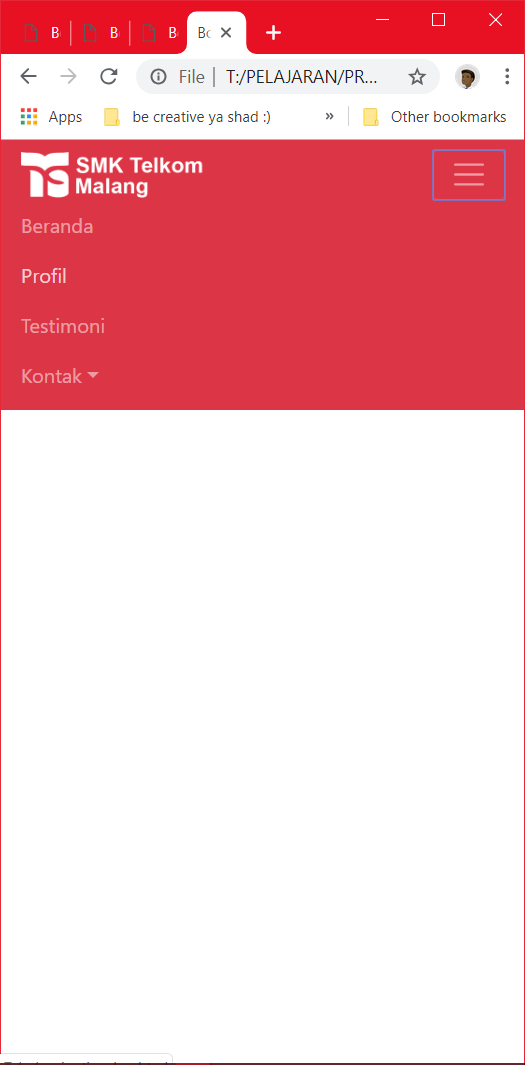 Bo
File | T:/PELAJARAN/PR...
Apps be creative ya shad :) » Other bookmarks
SMK Telkom
Malang
Beranda
Profil
Testimoni
Kontak